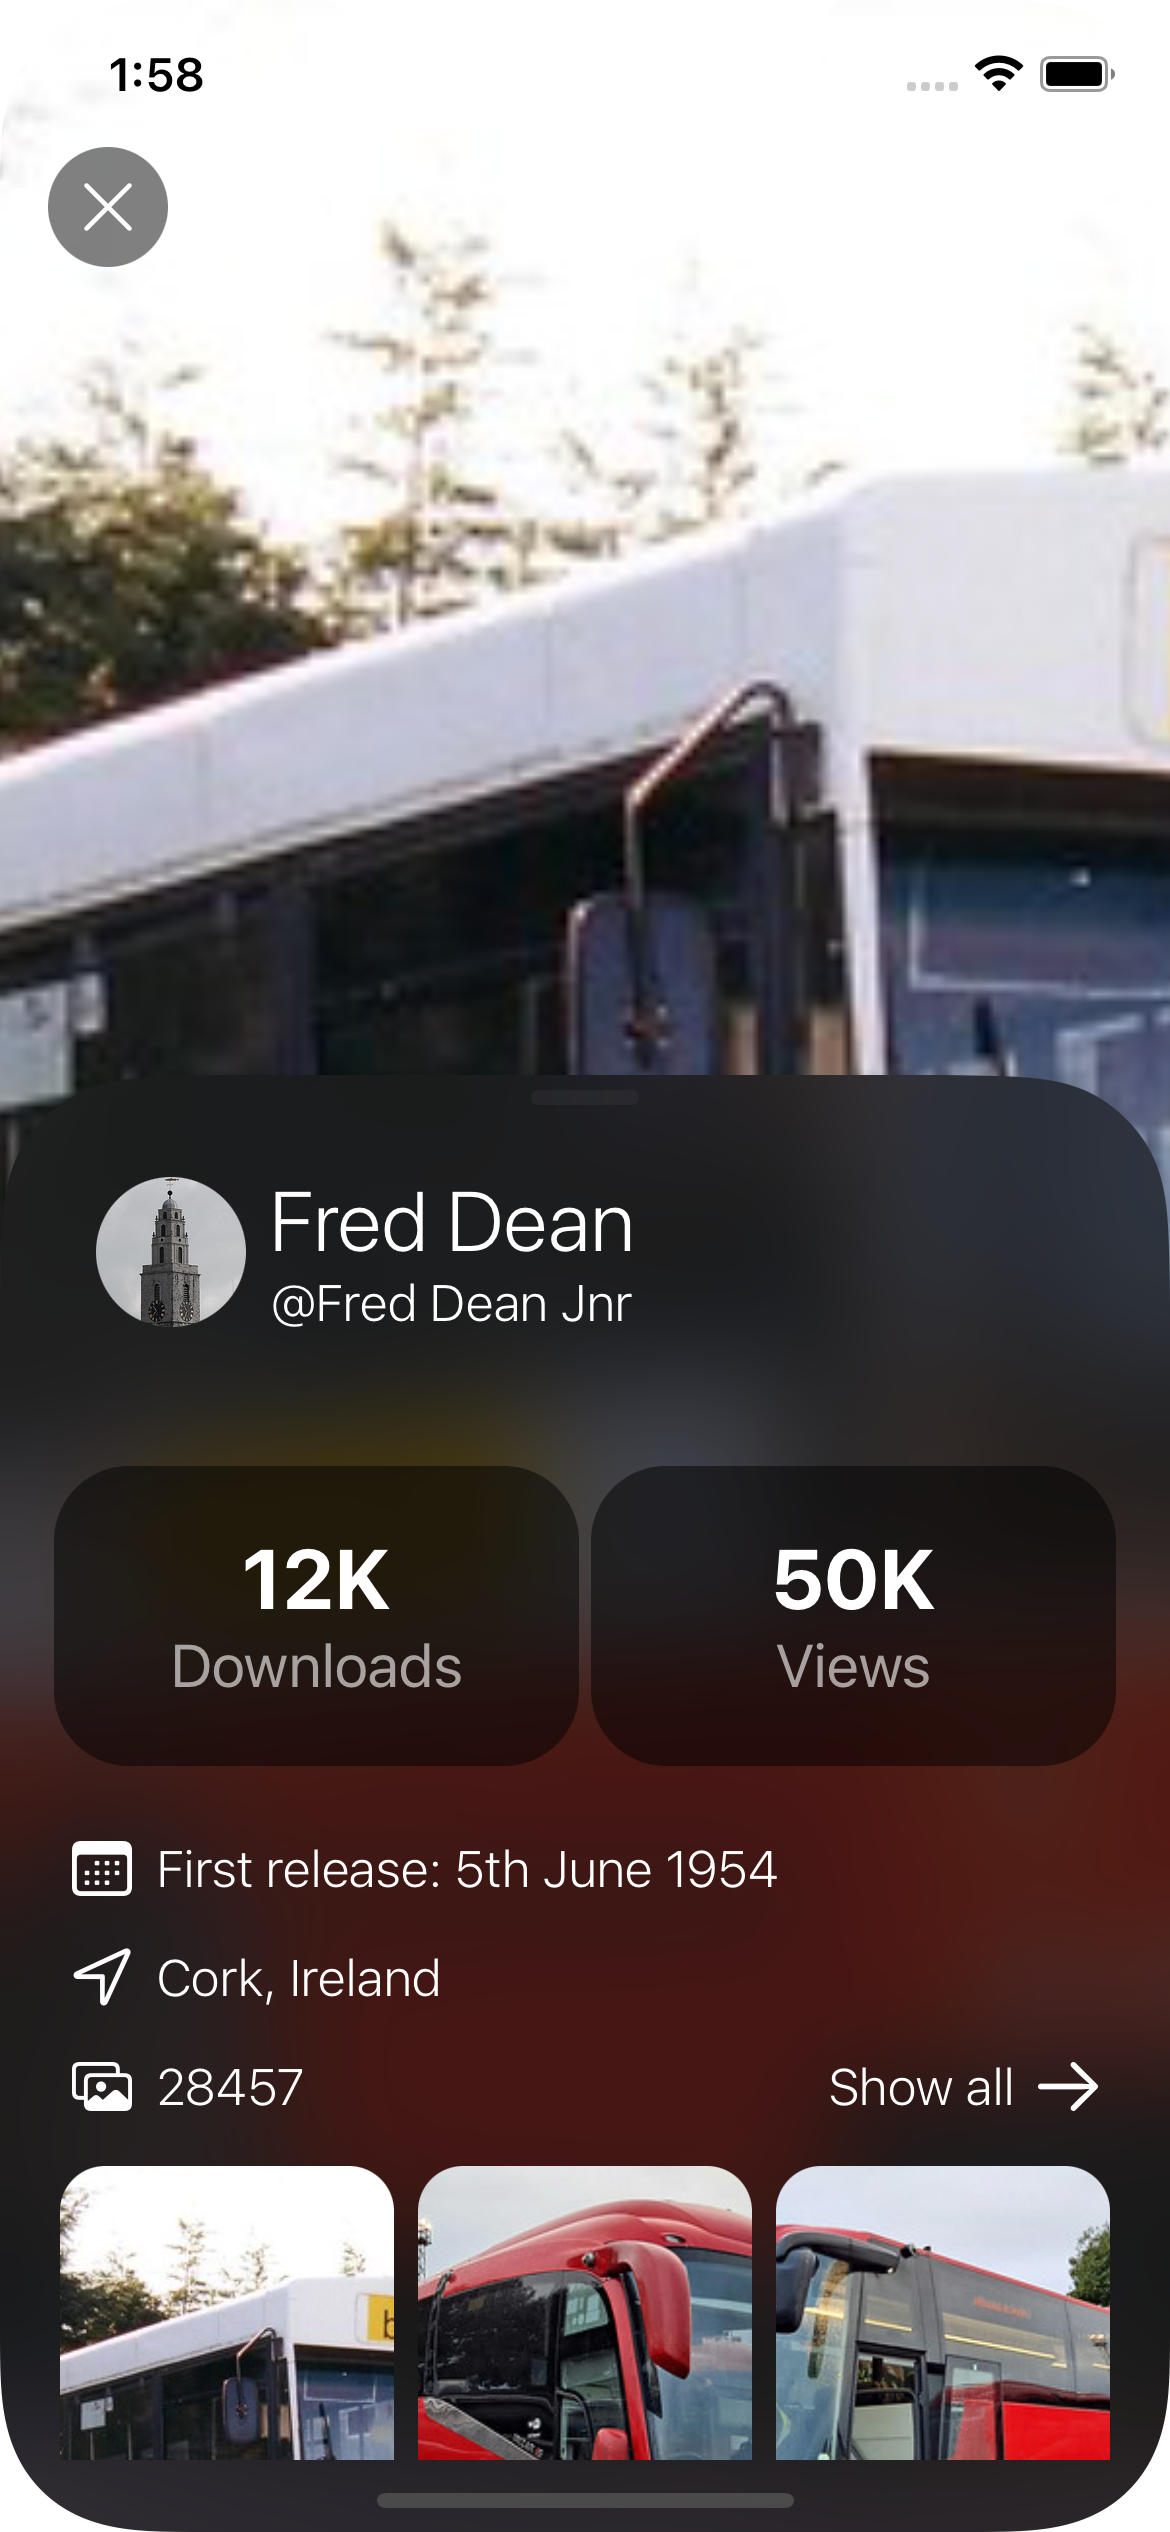 1:58
Fred Dean
@Fred Dean Jnr
12K
Downloads
50K
Views
First release: 5th June 1954
Cork, Ireland
28457
Show all